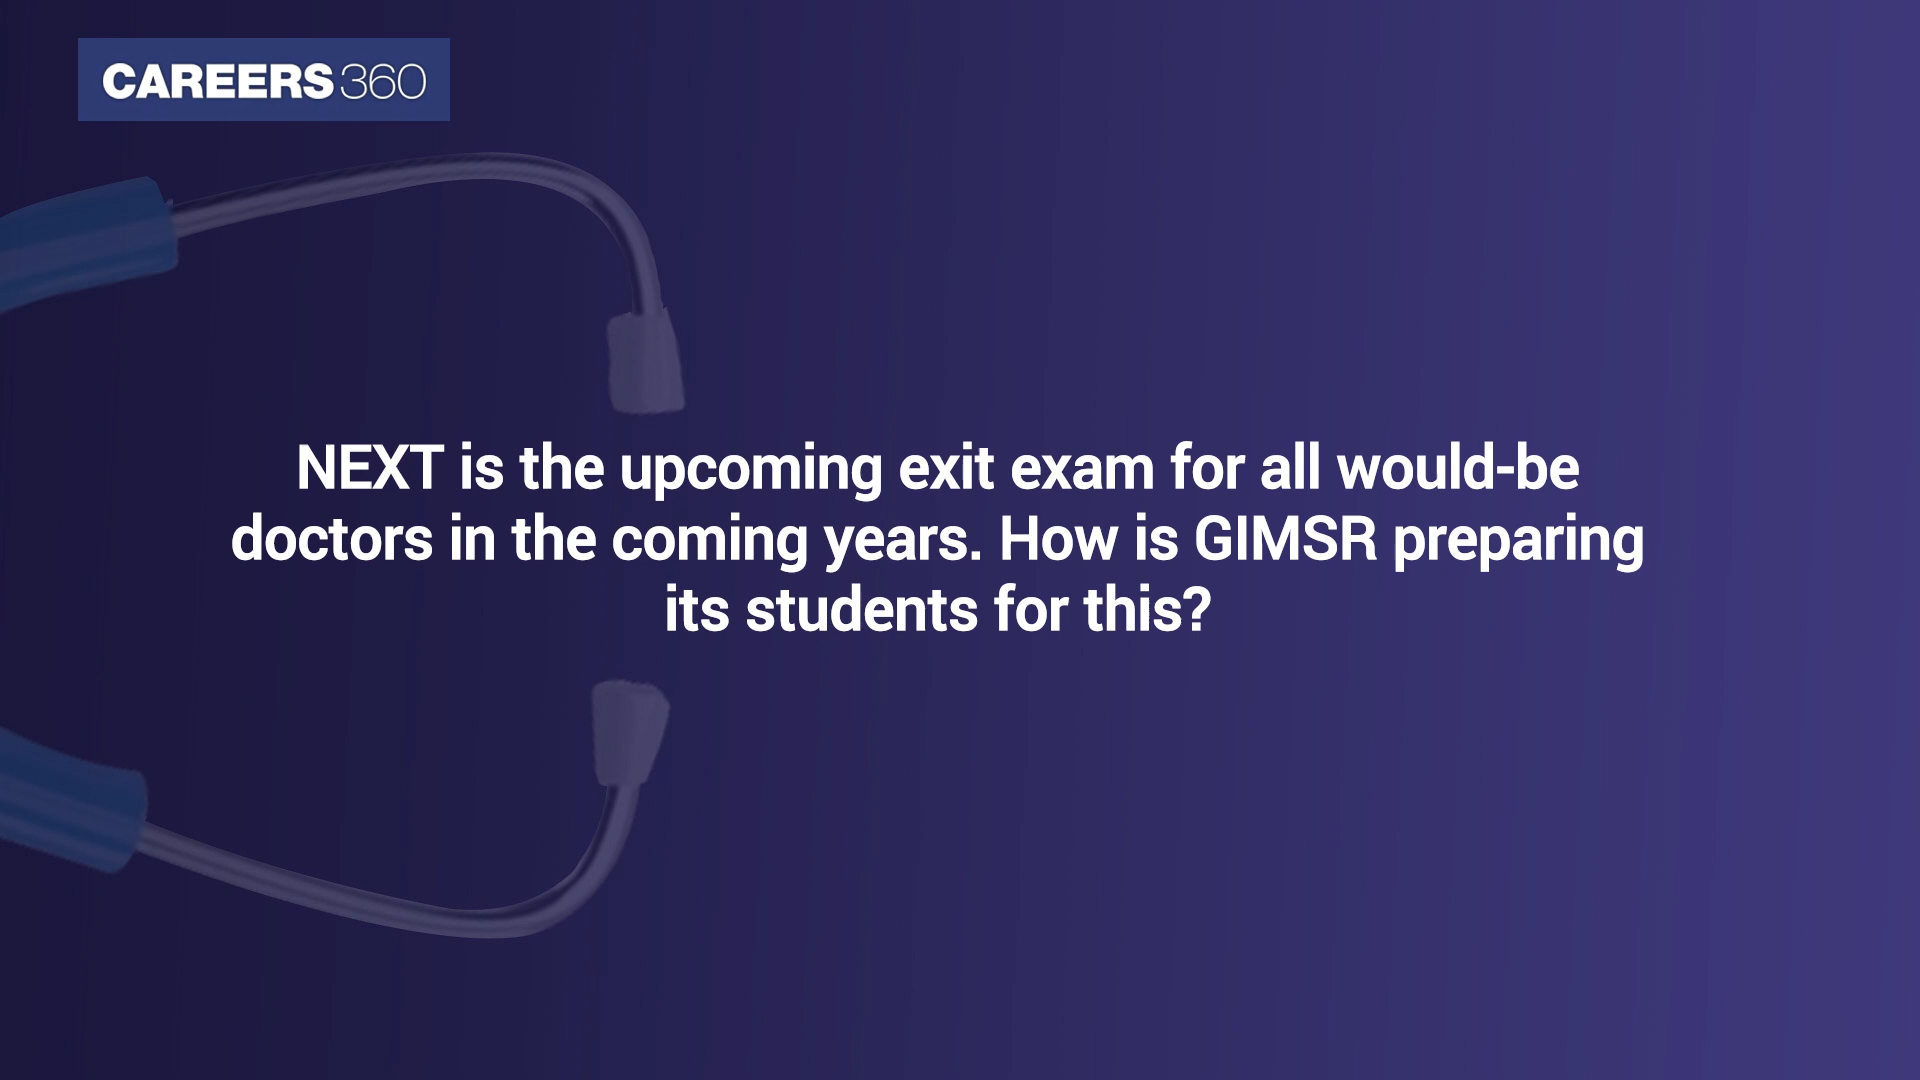 CAREERS360
NEXT is the upcoming exit exam for all would-be
doctors in the coming years. How is GIMSR preparing
its students for this?